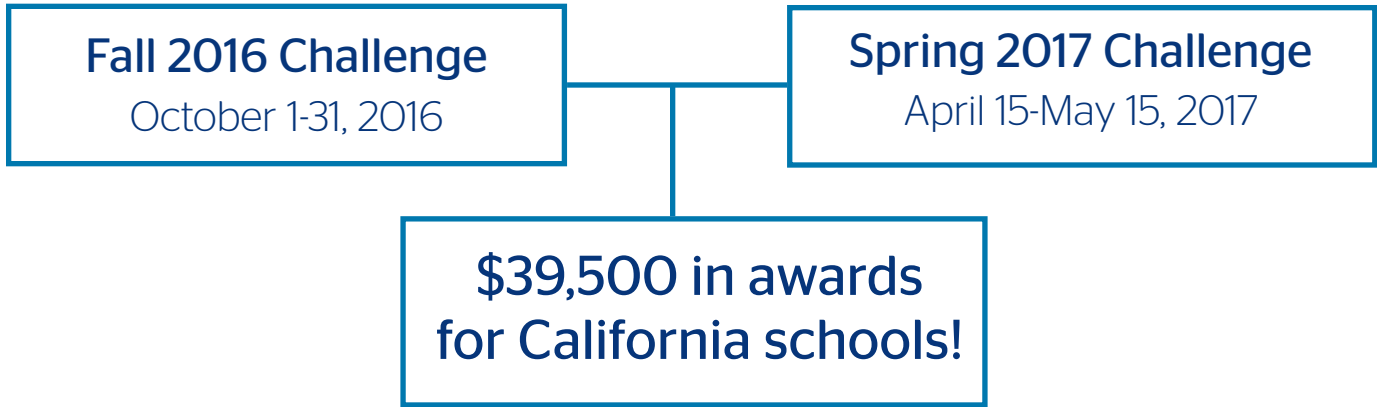 Fall 2016 Challenge
October 1-31, 2016
Spring 2017 Challenge
April 15-May 15, 2017
$39,500 in awards
for California schools!